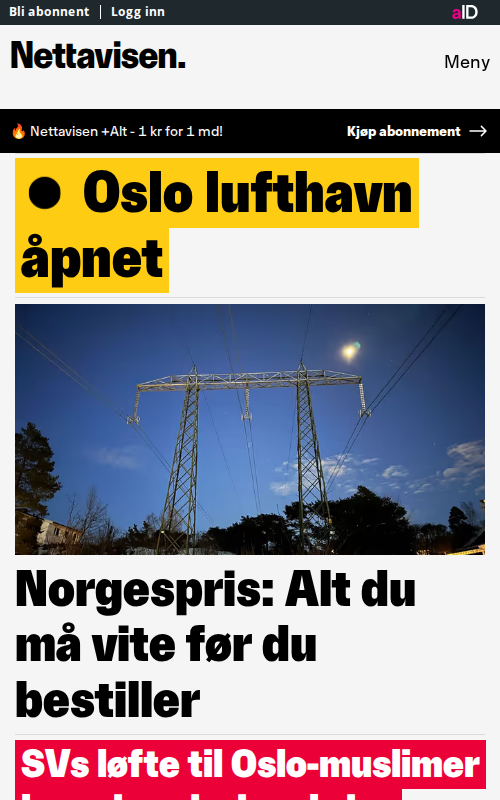 Bli abonnent | Logg inn
aID
Nettavisen.
Meny
🔥 Nettavisen +Alt - 1 kr for 1 md!
Kjøp abonnement →
● Oslo lufthavn
åpnet
Norgespris: Alt du
må vite før du
bestiller
SVs løfte til Oslo-muslimer